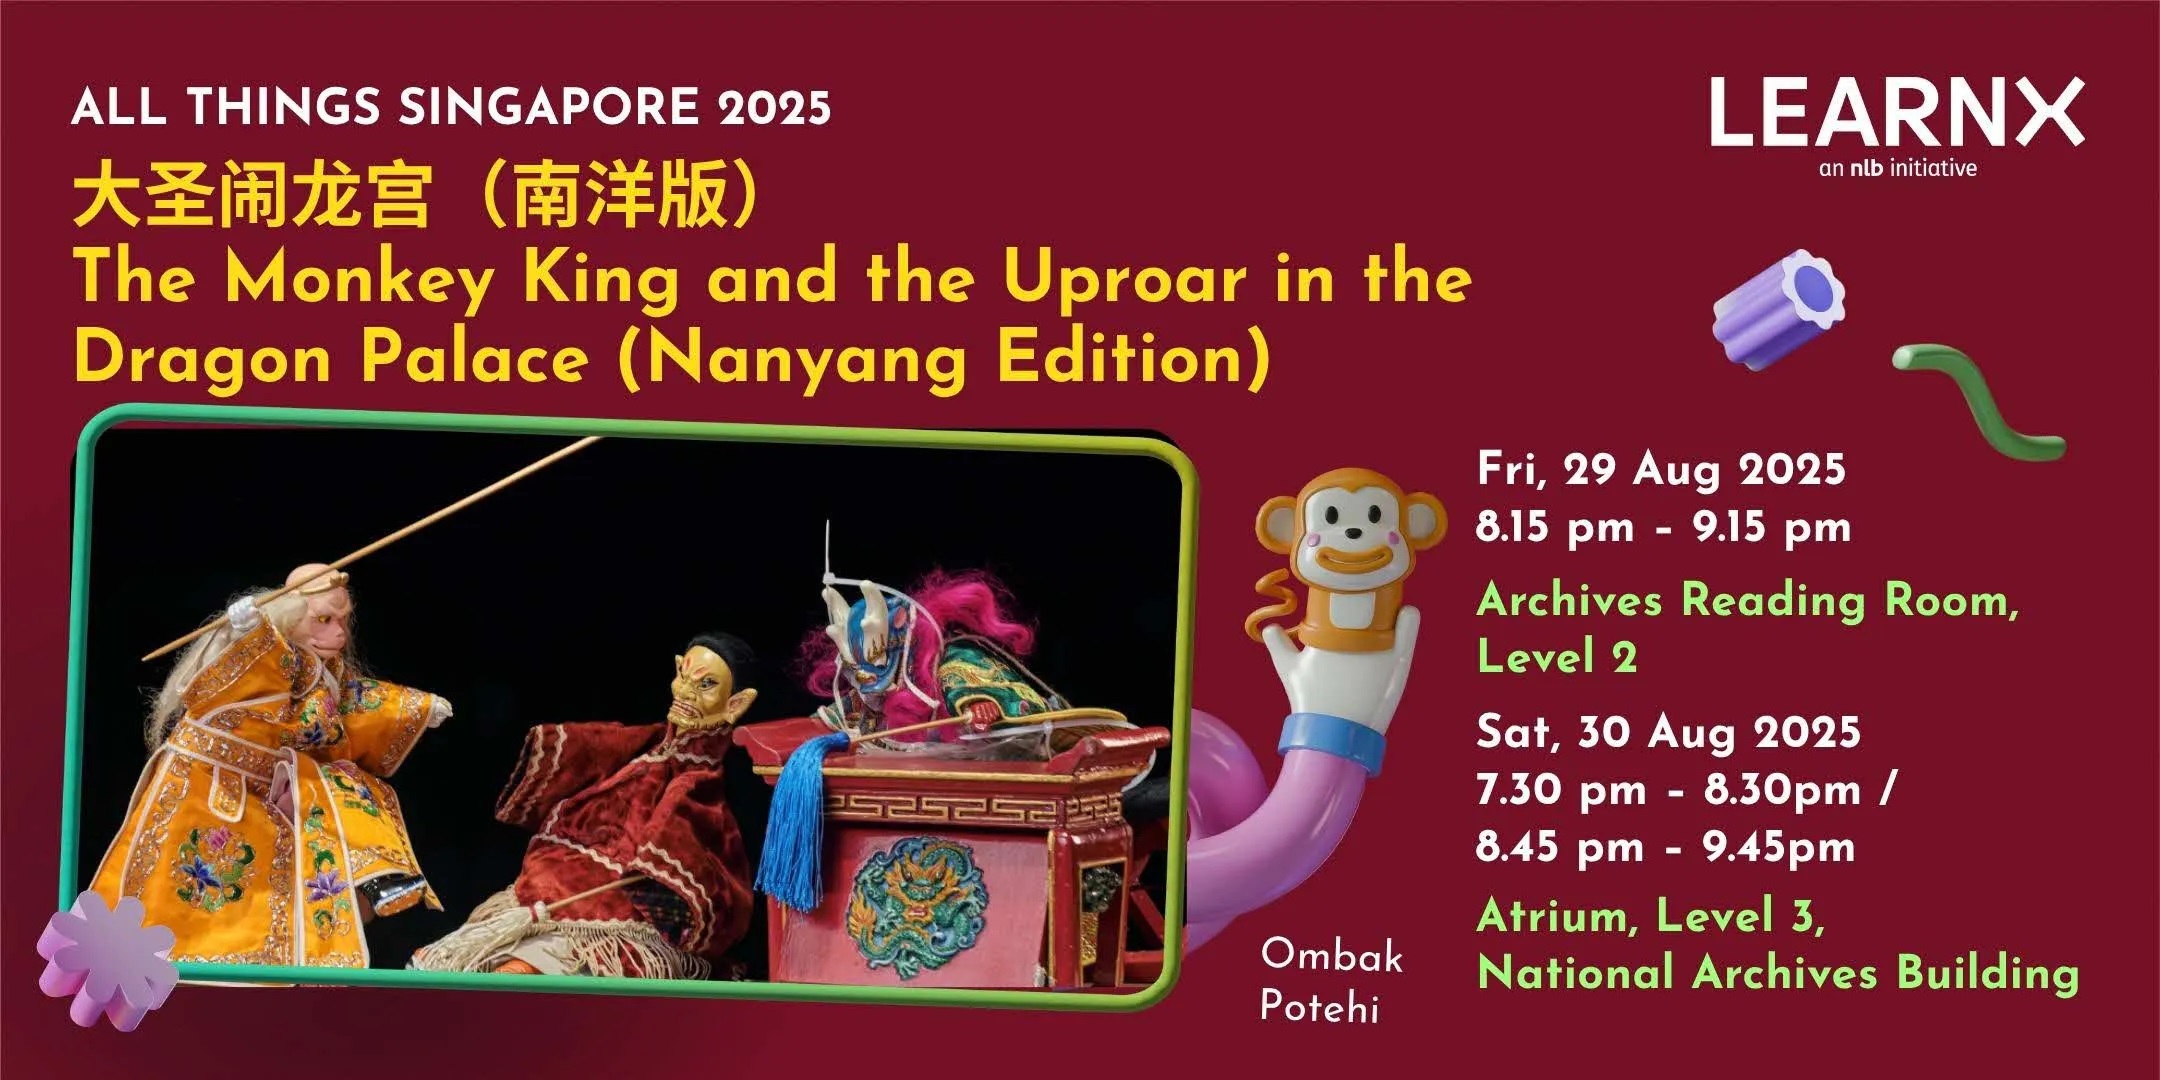 ALL THINGS SINGAPORE 2025
大圣闹龙宫（南洋版）
The Monkey King and the Uproar in the
Dragon Palace (Nanyang Edition)
LEARNX
an nlb initiative
Fri, 29 Aug 2025
8.15 pm – 9.15 pm
Archives Reading Room,
Level 2
Sat, 30 Aug 2025
7.30 pm – 8.30pm /
8.45 pm – 9.45pm
Atrium, Level 3,
National Archives Building
Ombak
Potehi